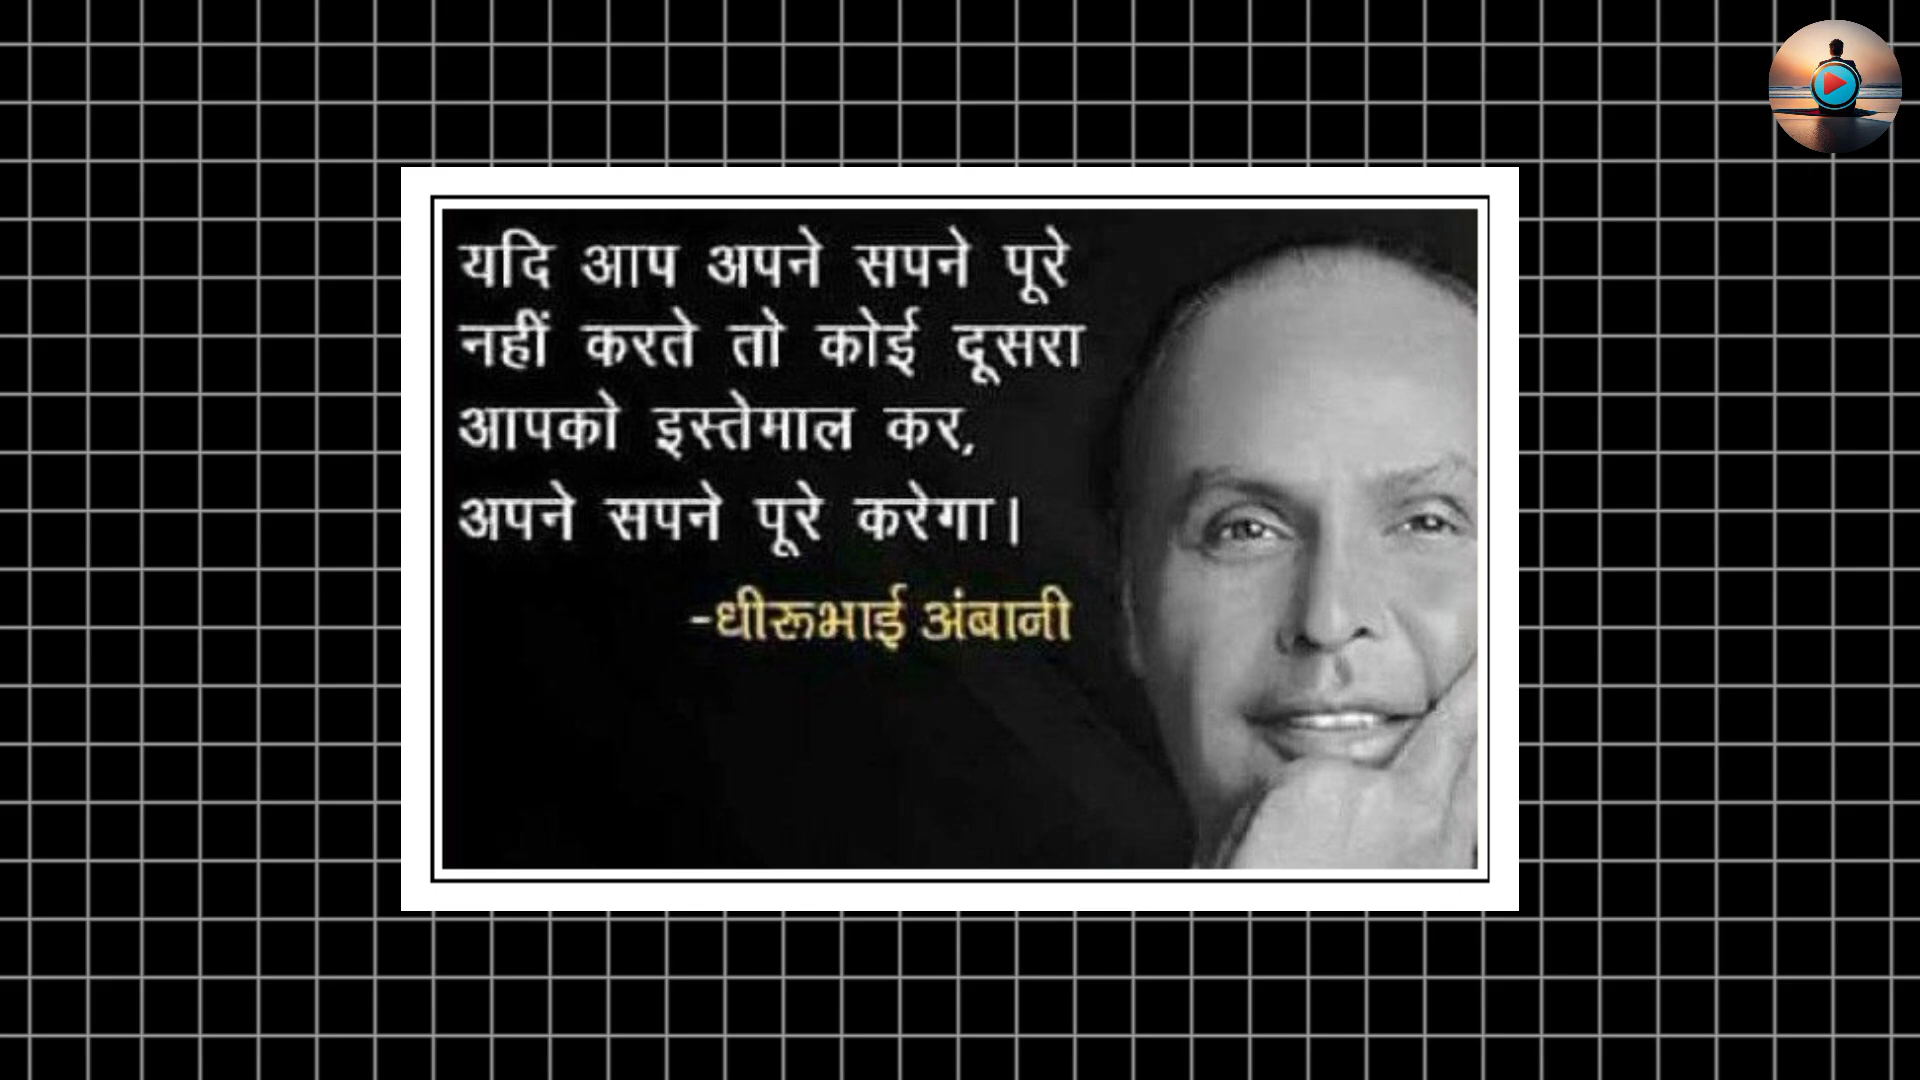 यदि आप अपने सपने पूरे
नहीं करते तो कोई दूसरा
आपको इस्तेमाल कर,
अपने सपने पूरे करेगा।
-धीरूभाई अंबानी